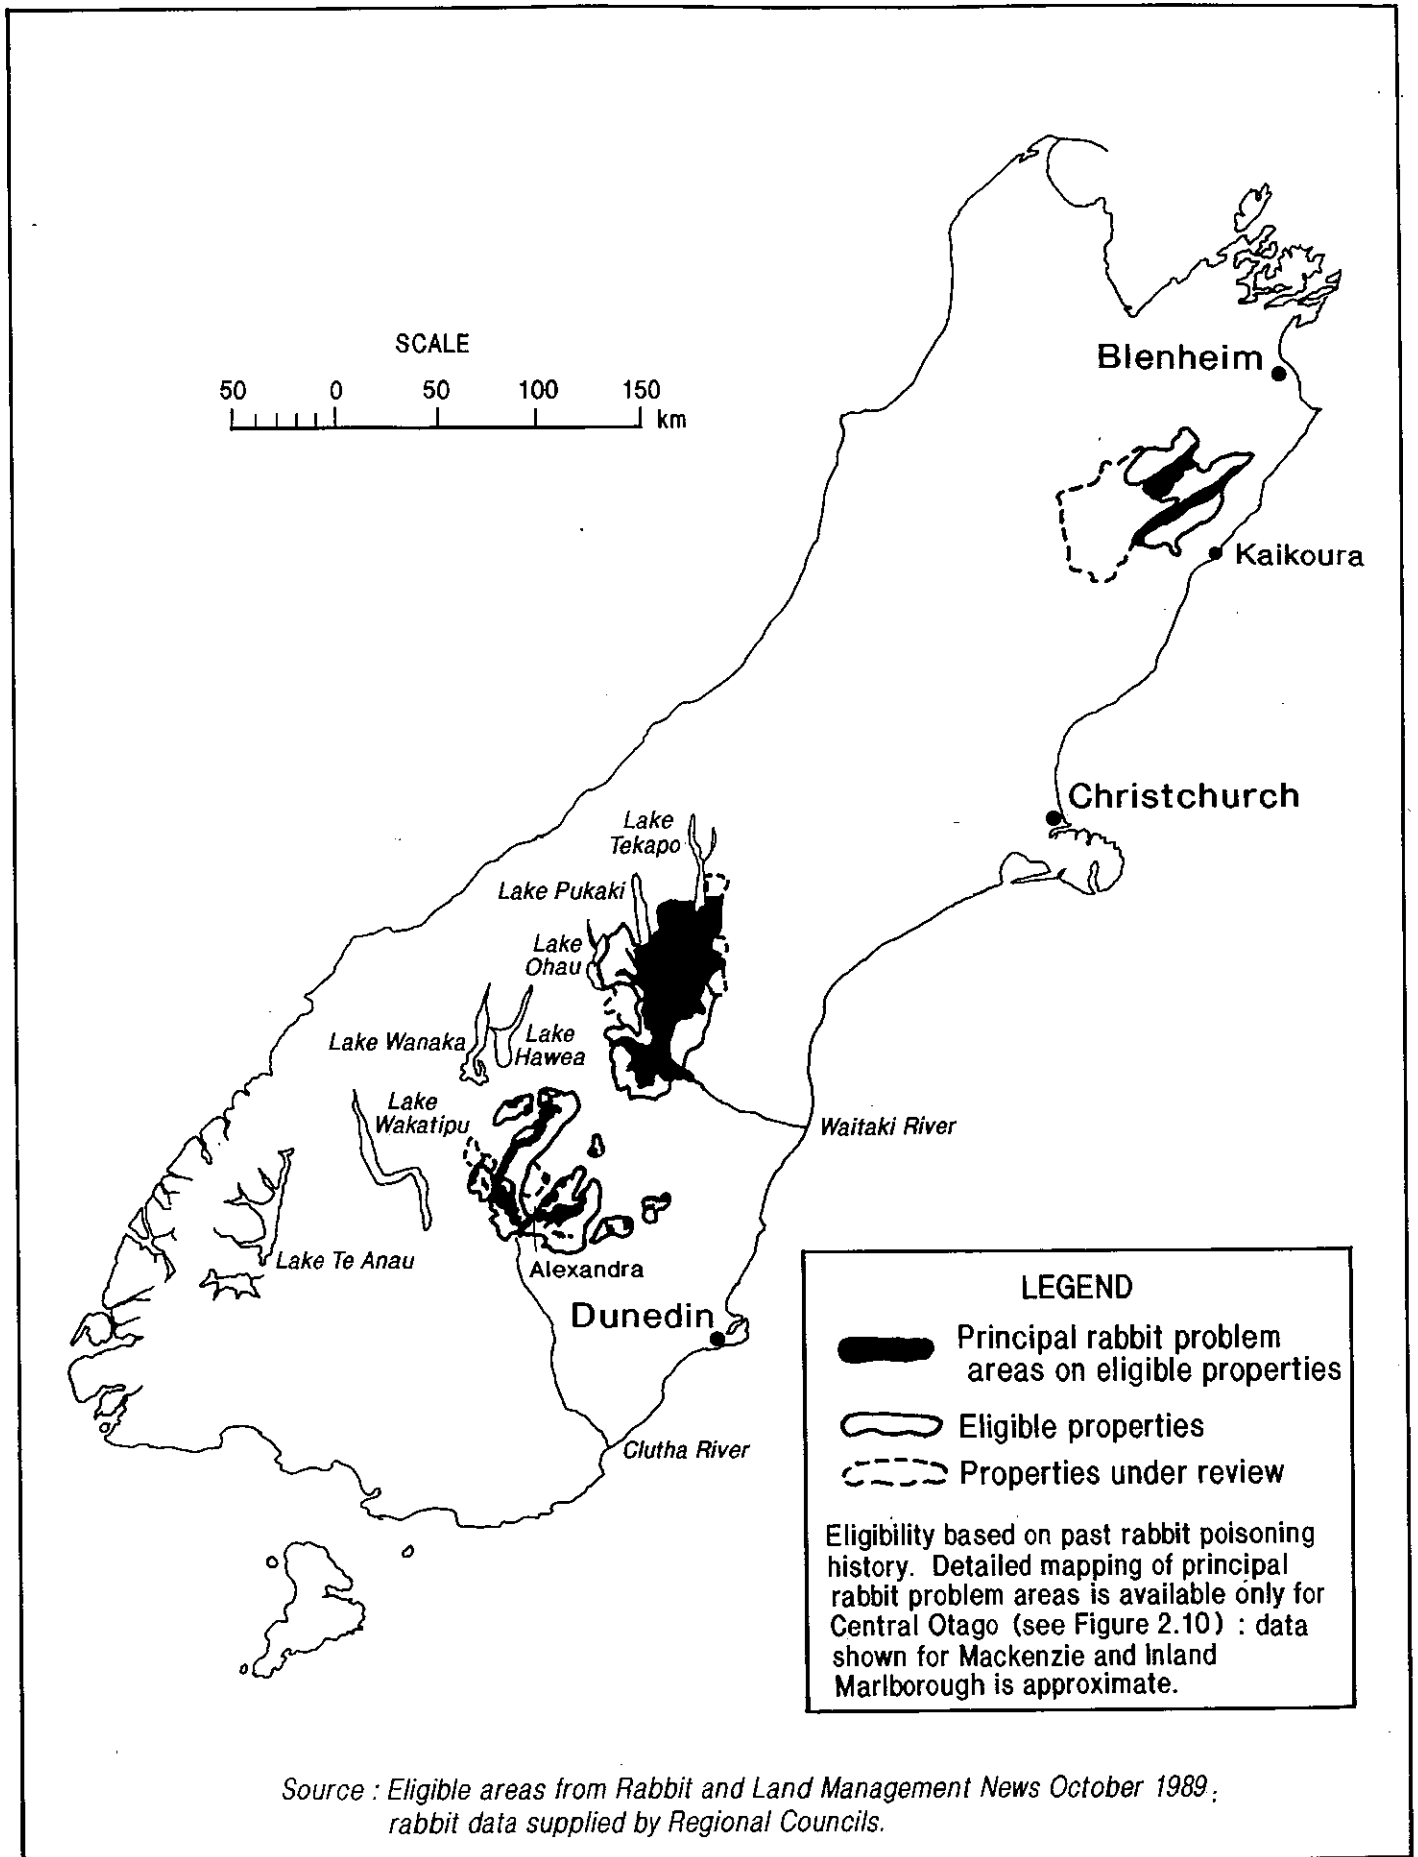 SCALE
50 0 50 100 150
km
Blenheim
Kaikoura
Christchurch
Lake
Tekapo
Lake Pukaki
Lake
Ohau
Lake Wanaka
Lake
Hawea
Lake
Wakatipu
Waitaki River
Lake Te Anau
Alexandra
Dunedin
Clutha River
LEGEND
Principal rabbit problem
areas on eligible properties
Eligible properties
Properties under review
Eligibility based on past rabbit poisoning
history. Detailed mapping of principal
rabbit problem areas is available only for
Central Otago (see Figure 2.10) : data
shown for Mackenzie and Inland
Marlborough is approximate.
Source : Eligible areas from Rabbit and Land Management News October 1989;
rabbit data supplied by Regional Councils.